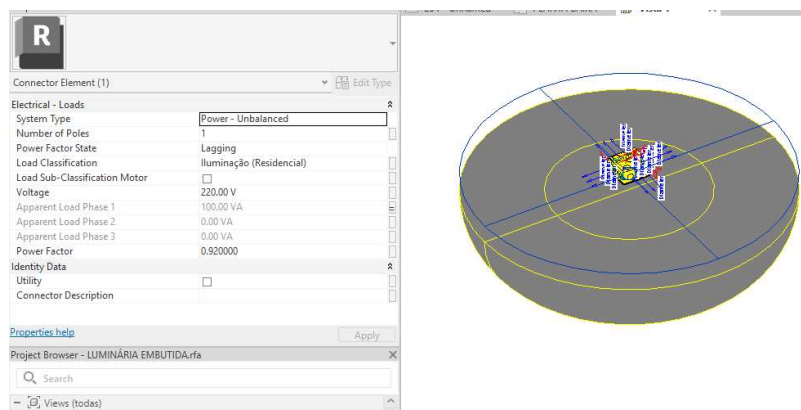 R
Connector Element (1)
Edit Type
Electrical - Loads
System Type Power - Unbalanced
Number of Poles 1
Power Factor State Lagging
Load Classification Iluminação (Residencial)
Load Sub-Classification Motor
Voltage 220.00 V
Apparent Load Phase 1 100.00 VA
Apparent Load Phase 2 0.00 VA
Apparent Load Phase 3 0.00 VA
Power Factor 0.920000
Identity Data
Utility
Connector Description
Properties help
Apply
Project Browser - LUMINÁRIA EMBUTIDA.rfa
Search
Views (todas)